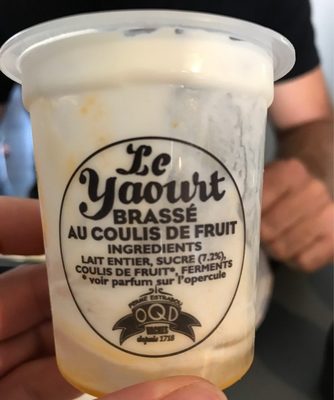 Le
Yaourt
BRASSÉ
AU COULIS DE FRUIT
INGREDIENTS
LAIT ENTIER, SUCRE (7.2%),
COULIS DE FRUIT*, FERMENTS
* voir parfum sur l'opercule
FERME
OQD
depuis 1735